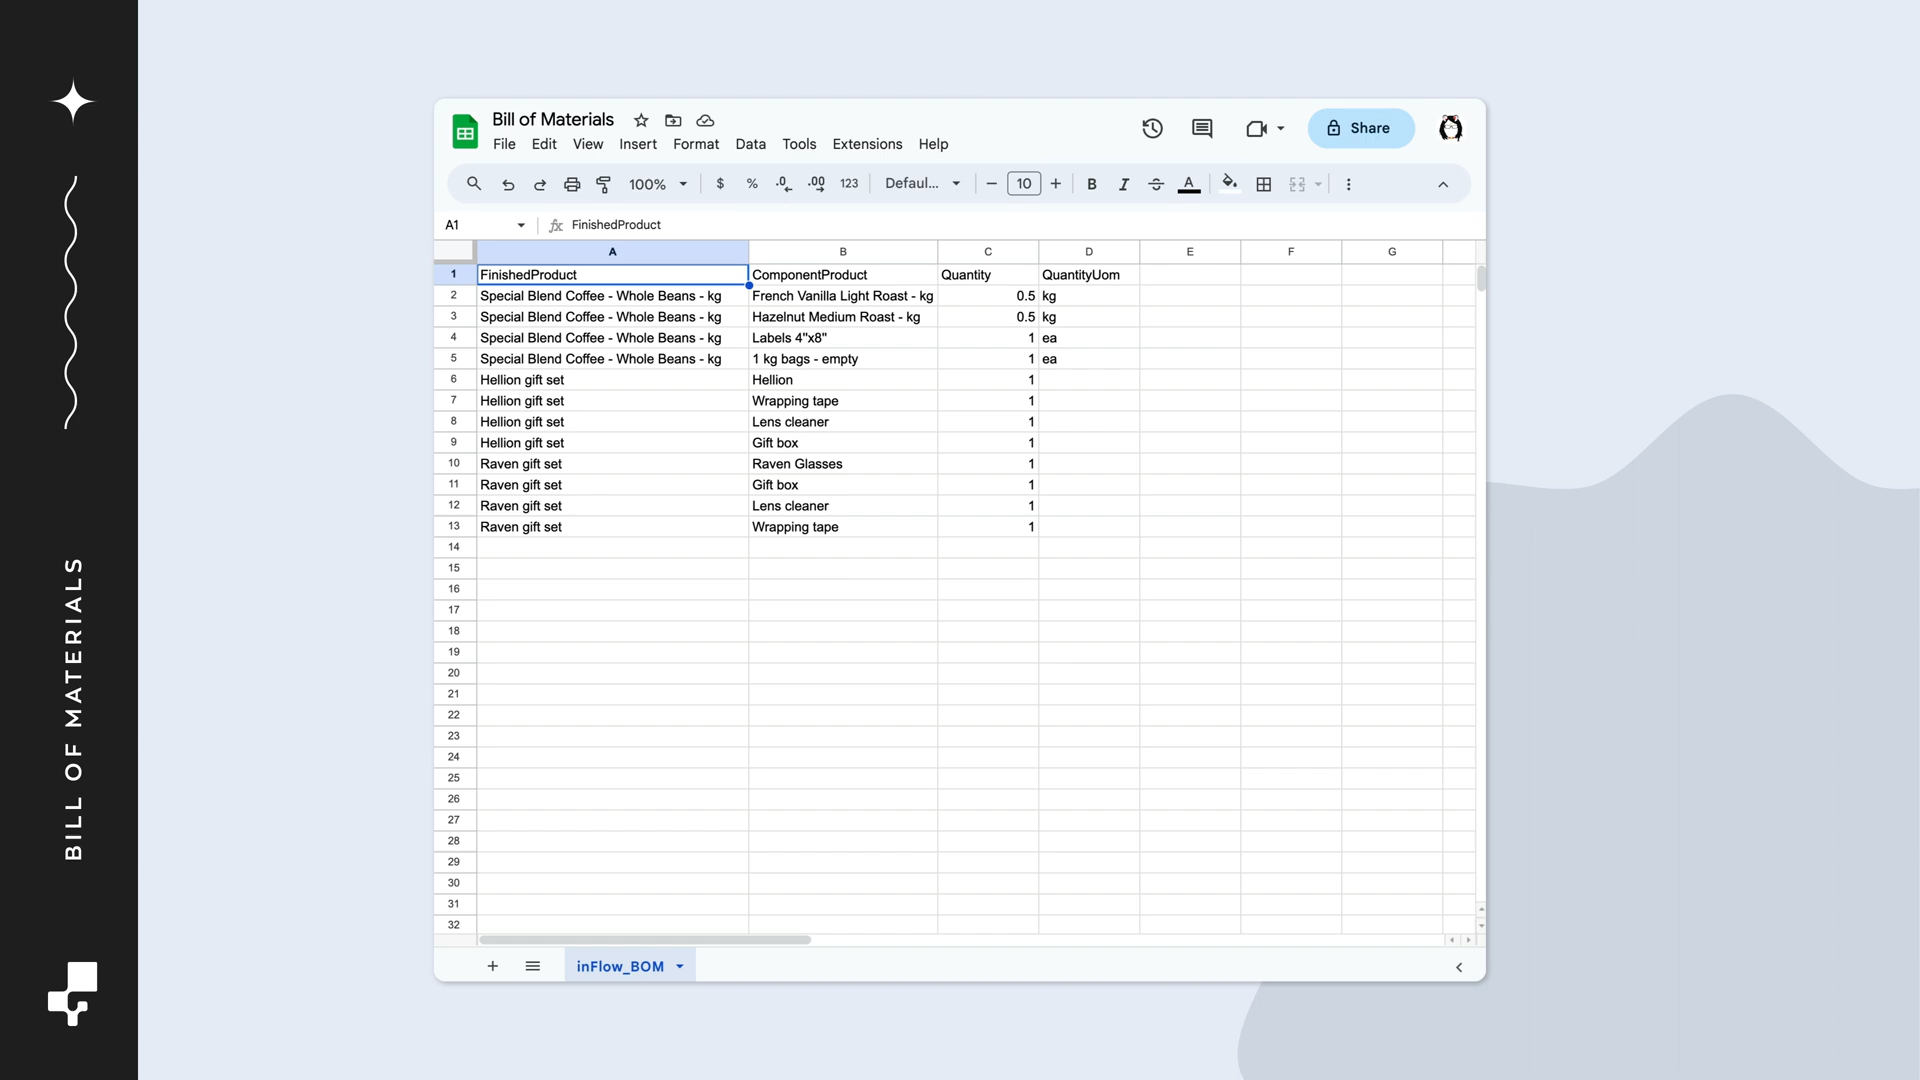 BILL OF MATERIALS
Bill of Materials
File Edit View Insert Format Data Tools Extensions Help
Share
100% $ % .0 .00 123 Defaul... 10 B I A
A1 fx FinishedProduct
A B C D E F G
1 FinishedProduct ComponentProduct Quantity QuantityUom
2 Special Blend Coffee - Whole Beans - kg French Vanilla Light Roast - kg 0.5 kg
3 Special Blend Coffee - Whole Beans - kg Hazelnut Medium Roast - kg 0.5 kg
4 Special Blend Coffee - Whole Beans - kg Labels 4"x8" 1 ea
5 Special Blend Coffee - Whole Beans - kg 1 kg bags - empty 1 ea
6 Hellion gift set Hellion 1
7 Hellion gift set Wrapping tape 1
8 Hellion gift set Lens cleaner 1
9 Hellion gift set Gift box 1
10 Raven gift set Raven Glasses 1
11 Raven gift set Gift box 1
12 Raven gift set Lens cleaner 1
13 Raven gift set Wrapping tape 1
14
15
16
17
18
19
20
21
22
23
24
25
26
27
28
29
30
31
32
inFlow_BOM